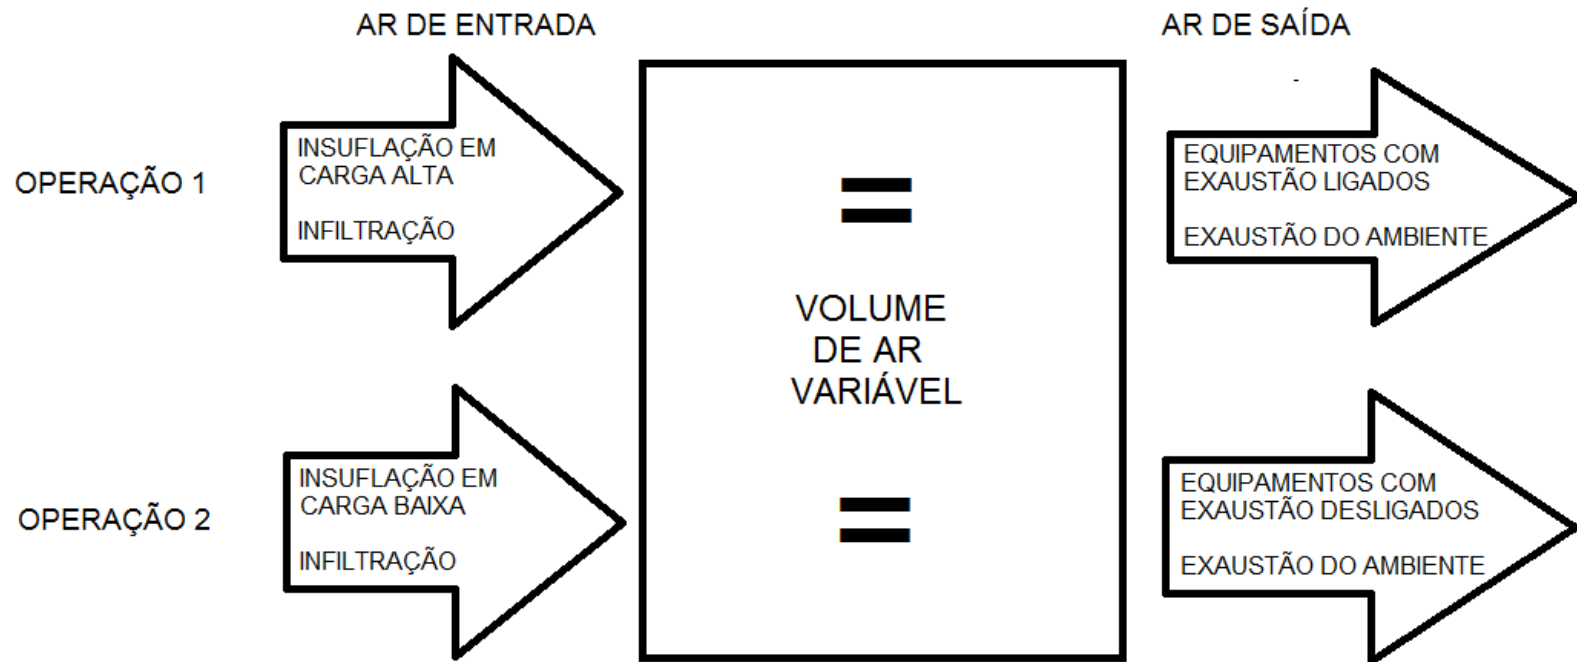 AR DE ENTRADA
AR DE SAÍDA
-
OPERAÇÃO 1
INSUFLAÇÃO EM
CARGA ALTA
INFILTRAÇÃO
=
EQUIPAMENTOS COM
EXAUSTÃO LIGADOS
EXAUSTÃO DO AMBIENTE
VOLUME
DE AR
VARIÁVEL
OPERAÇÃO 2
INSUFLAÇÃO EM
CARGA BAIXA
INFILTRAÇÃO
=
EQUIPAMENTOS COM
EXAUSTÃO DESLIGADOS
EXAUSTÃO DO AMBIENTE